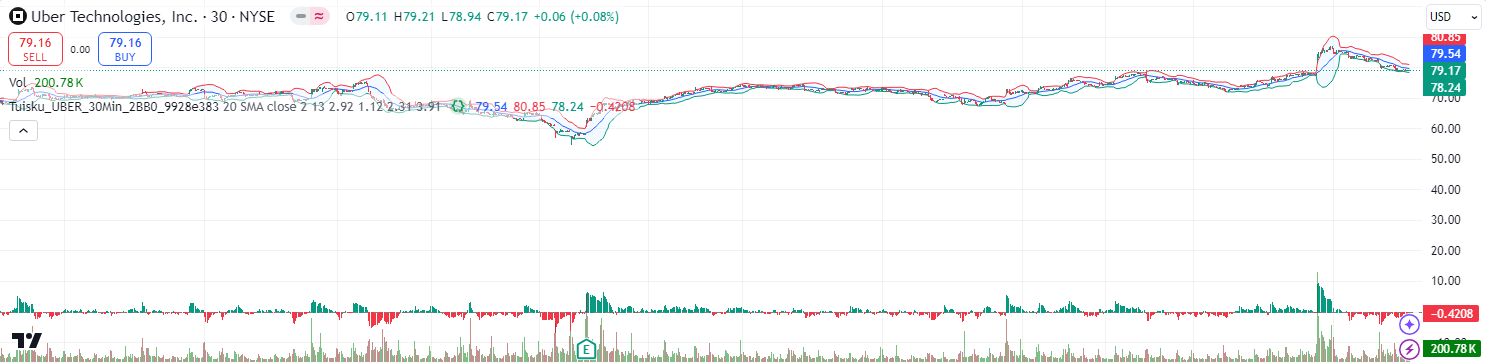 Uber Technologies, Inc. · 30 · NYSE O79.11 H79.21 L78.94 C79.17 +0.06 (+0.08%)
USD
79.16 SELL
0.00
79.16 BUY
Vol 200.78 K
Tuisku_UBER_30Min_2BB0_9928e383 20 SMA close 2 13 2.92 1.12 2.31 3.91 79.54 80.85 78.24 −0.4208
80.85
79.54
79.17
78.24
70.00
60.00
50.00
40.00
30.00
20.00
10.00
−0.4208
200.78 K
E